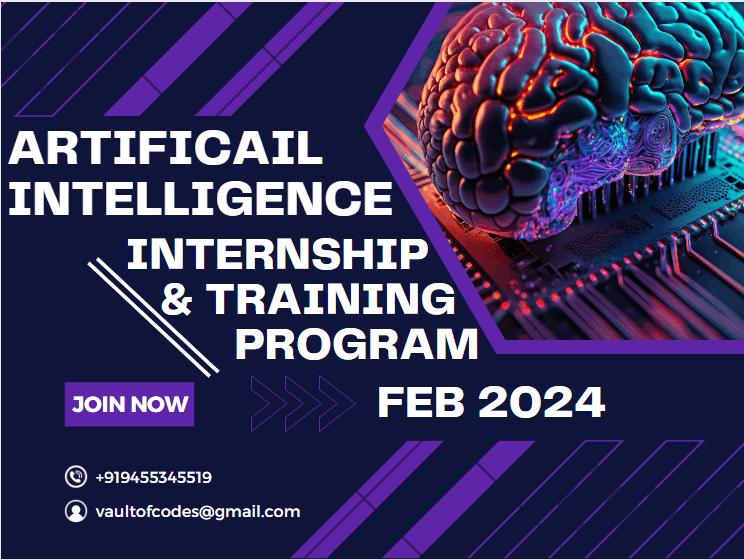 ARTIFICAIL
INTELLIGENCE
INTERNSHIP
& TRAINING
PROGRAM
JOIN NOW
FEB 2024
+919455345519
vaultofcodes@gmail.com